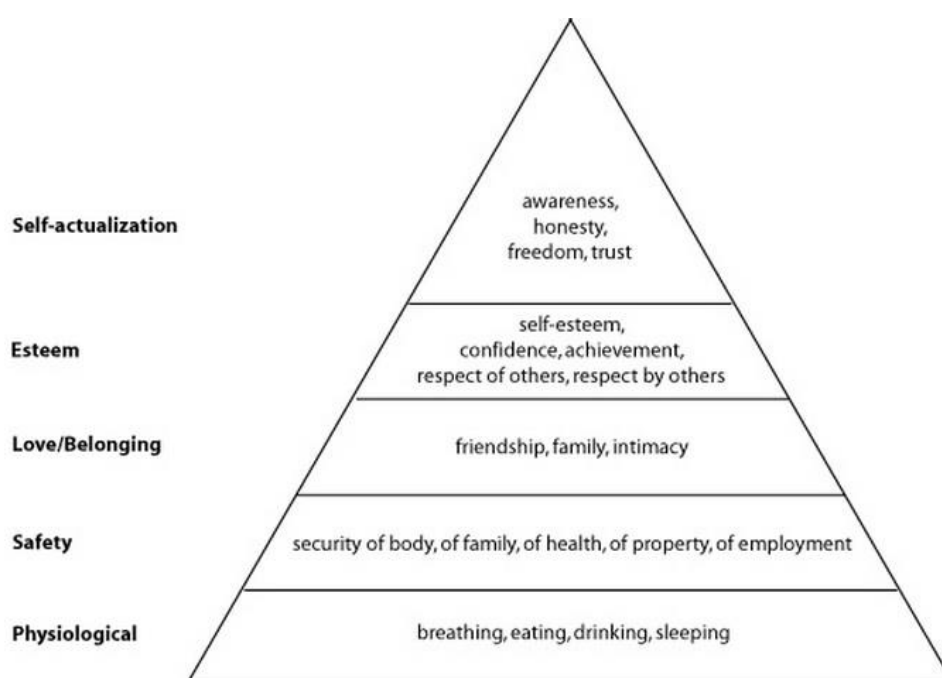 Self-actualization
awareness,
honesty,
freedom, trust
Esteem
self-esteem,
confidence, achievement,
respect of others, respect by others
Love/Belonging
friendship, family, intimacy
Safety
security of body, of family, of health, of property, of employment
Physiological
breathing, eating, drinking, sleeping